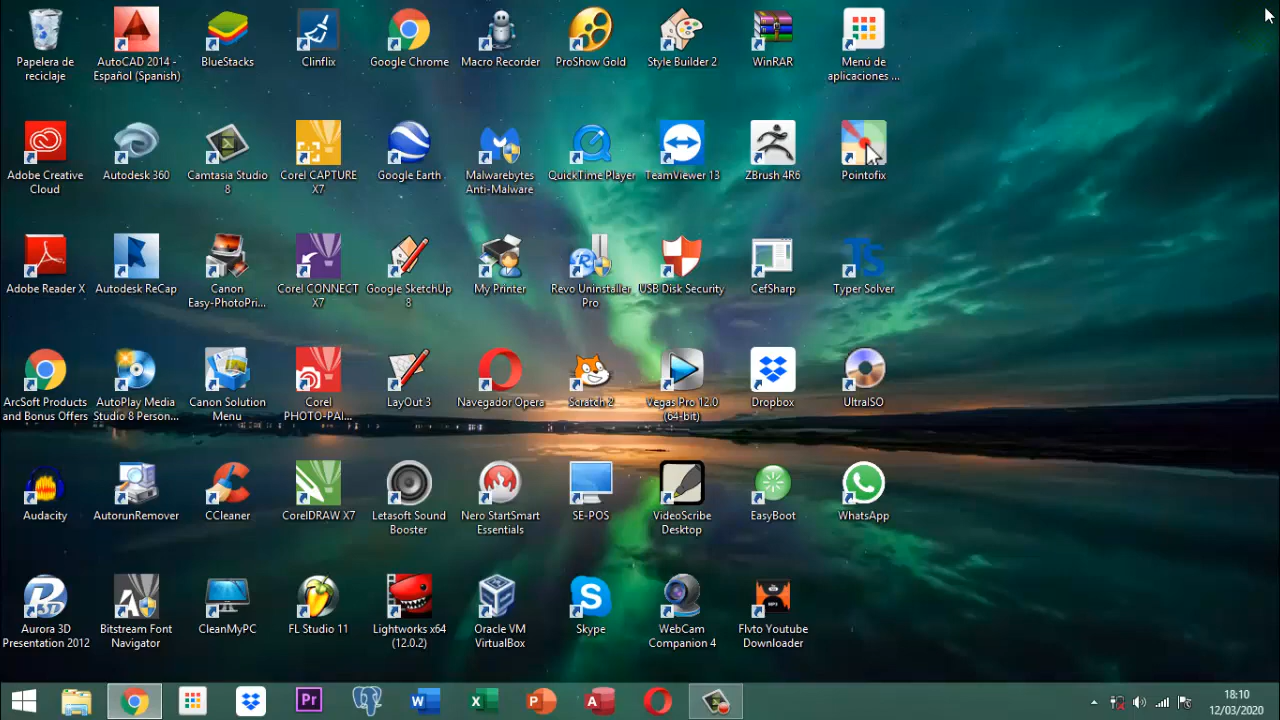 Papelera de
reciclaje
AutoCAD 2014 -
Español (Spanish)
BlueStacks
Clinflix
Google Chrome
Macro Recorder
ProShow Gold
Style Builder 2
WinRAR
Menú de
aplicaciones ...
Adobe Creative
Cloud
Autodesk 360
Camtasia Studio
8
Corel CAPTURE
X7
Google Earth
Malwarebytes
Anti-Malware
QuickTime Player
TeamViewer 13
ZBrush 4R6
Pointofix
Adobe Reader X
Autodesk ReCap
Canon
Easy-PhotoPri...
Corel CONNECT
X7
Google SketchUp
8
My Printer
Revo Uninstaller
Pro
USB Disk Security
CefSharp
TS
Typer Solver
ArcSoft Products
and Bonus Offers
AutoPlay Media
Studio 8 Person...
Canon Solution
Menu
Corel
PHOTO-PAI...
LayOut 3
Navegador Opera
Scratch 2
Vegas Pro 12.0
(64-bit)
Dropbox
UltraISO
Audacity
AutorunRemover
CCleaner
CorelDRAW X7
Letasoft Sound
Booster
Nero StartSmart
Essentials
SE-POS
VideoScribe
Desktop
EasyBoot
WhatsApp
Aurora 3D
Presentation 2012
Bitstream Font
Navigator
CleanMyPC
FL Studio 11
Lightworks x64
(12.0.2)
Oracle VM
VirtualBox
Skype
WebCam
Companion 4
Flvto Youtube
Downloader
Pr
18:10
12/03/2020